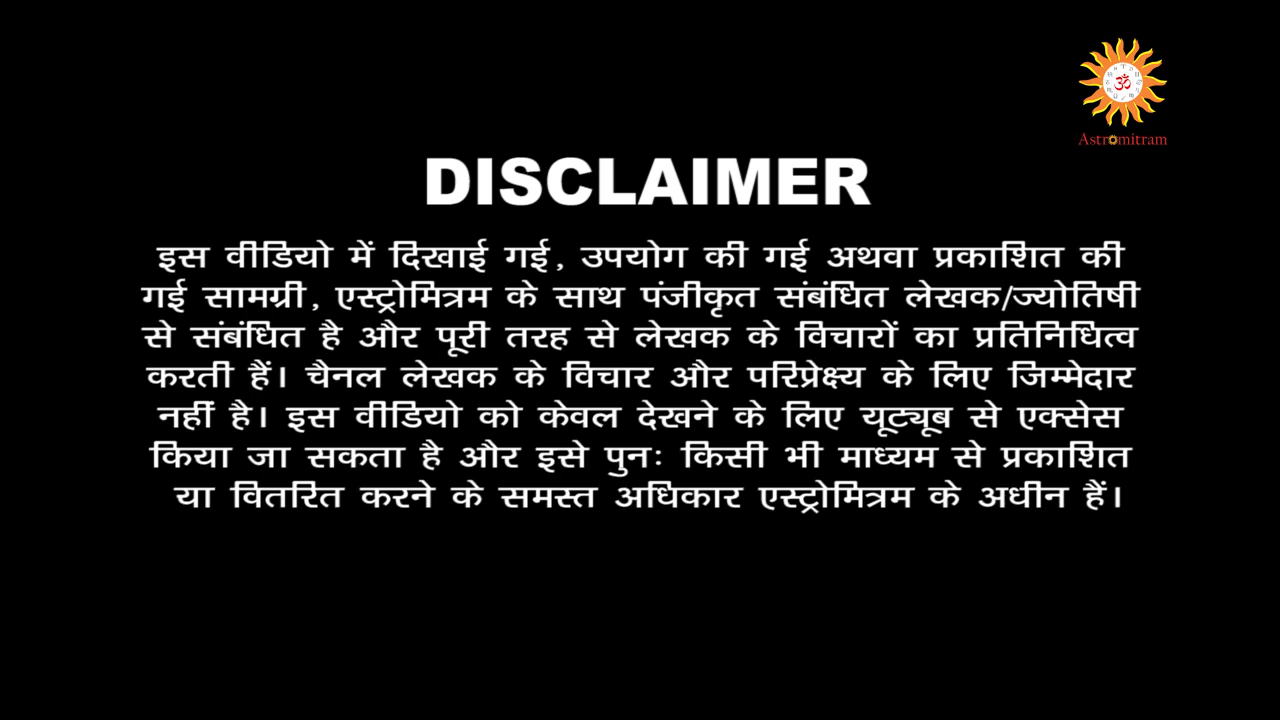 ॐ
Astromitram
DISCLAIMER
इस वीडियो में दिखाई गई, उपयोग की गई अथवा प्रकाशित की
गई सामग्री, एस्ट्रोमित्रम के साथ पंजीकृत संबंधित लेखक/ज्योतिषी
से संबंधित है और पूरी तरह से लेखक के विचारों का प्रतिनिधित्व
करती हैं। चैनल लेखक के विचार और परिप्रेक्ष्य के लिए जिम्मेदार
नहीं है। इस वीडियो को केवल देखने के लिए यूट्यूब से एक्सेस
किया जा सकता है और इसे पुनः किसी भी माध्यम से प्रकाशित
या वितरित करने के समस्त अधिकार एस्ट्रोमित्रम के अधीन हैं।